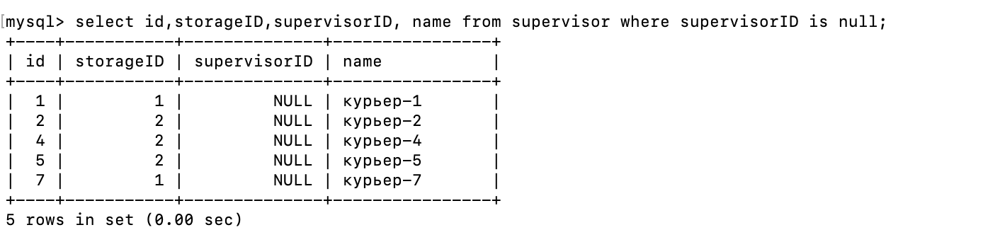 [mysql> select id,storageID,supervisorID, name from supervisor where supervisorID is null;
+----+-----------+--------------+----------------+
| id | storageID | supervisorID | name           |
+----+-----------+--------------+----------------+
|  1 |         1 |         NULL | курьер-1       |
|  2 |         2 |         NULL | курьер-2       |
|  4 |         2 |         NULL | курьер-4       |
|  5 |         2 |         NULL | курьер-5       |
|  7 |         1 |         NULL | курьер-7       |
+----+-----------+--------------+----------------+
5 rows in set (0.00 sec)